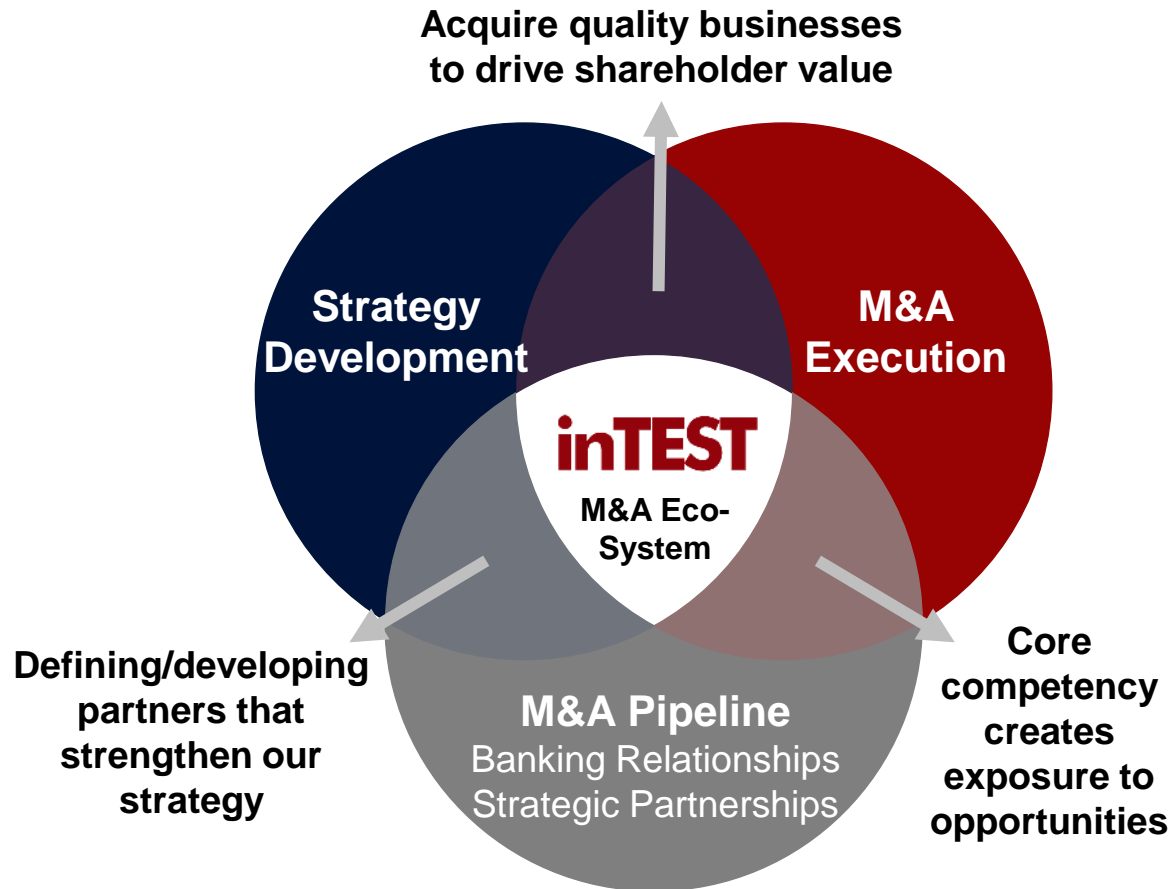 Acquire quality businesses
to drive shareholder value
Strategy
Development
M&A
Execution
inTEST
M&A Eco-
System
Defining/developing
partners that
strengthen our
strategy
M&A Pipeline
Banking Relationships
Strategic Partnerships
Core
competency
creates
exposure to
opportunities